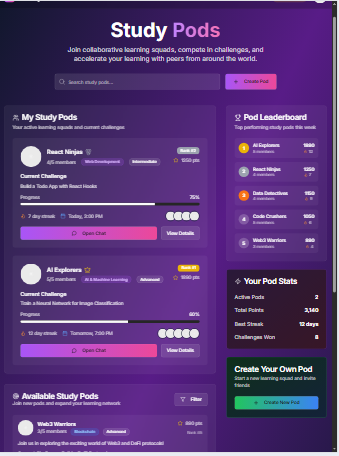 Study Pods
Join collaborative learning squads, compete in challenges, and
accelerate your learning with peers from around the world.
Search study pods...
Create Pod
My Study Pods
Your active learning squads and current challenges
React Ninjas
Rank #2
4/5 members
Web Development
Intermediate
1250 pts
Current Challenge
Build a Todo App with React Hooks
Progress
75%
7 day streak
Today, 3:00 PM
Open Chat
View Details
AI Explorers
Rank #1
5/5 members
AI & Machine Learning
Advanced
1890 pts
Current Challenge
Train a Neural Network for Image Classification
Progress
60%
12 day streak
Tomorrow, 7:00 PM
Open Chat
View Details
Available Study Pods
Join new pods and expand your learning network
Filter
Web3 Warriors
3/5 members
Blockchain
Advanced
890 pts
Rank #5
Join us in exploring the exciting world of Web3 and DeFi protocols!
Pod Leaderboard
Top performing study pods this week
1
AI Explorers
1890
5 members
12
2
React Ninjas
1250
4 members
7
3
Data Detectives
1150
4 members
9
4
Code Crushers
1050
5 members
6
5
Web3 Warriors
890
3 members
4
Your Pod Stats
Active Pods
2
Total Points
3,140
Best Streak
12 days
Challenges Won
8
Create Your Own Pod
Start a new learning squad and invite
friends
Create New Pod